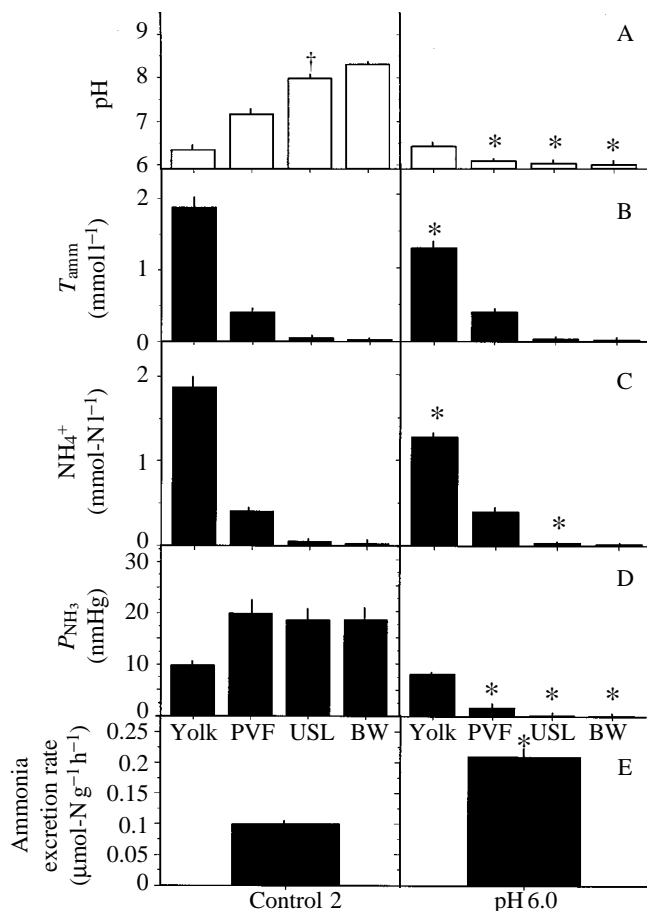 9
8
7
6
pH
†
A
* * *
2
1
0
T_amm
(mmol l⁻¹)
*
B
2
1
0
NH₄⁺
(mmol-N l⁻¹)
* *
C
30
20
10
0
P_NH₃
(nmHg)
* * *
D
Yolk PVF USL BW Yolk PVF USL BW
0.25
0.2
0.15
0.1
0.05
0
Ammonia
excretion rate
(μmol-N g⁻¹ h⁻¹)
*
E
Control 2 pH 6.0